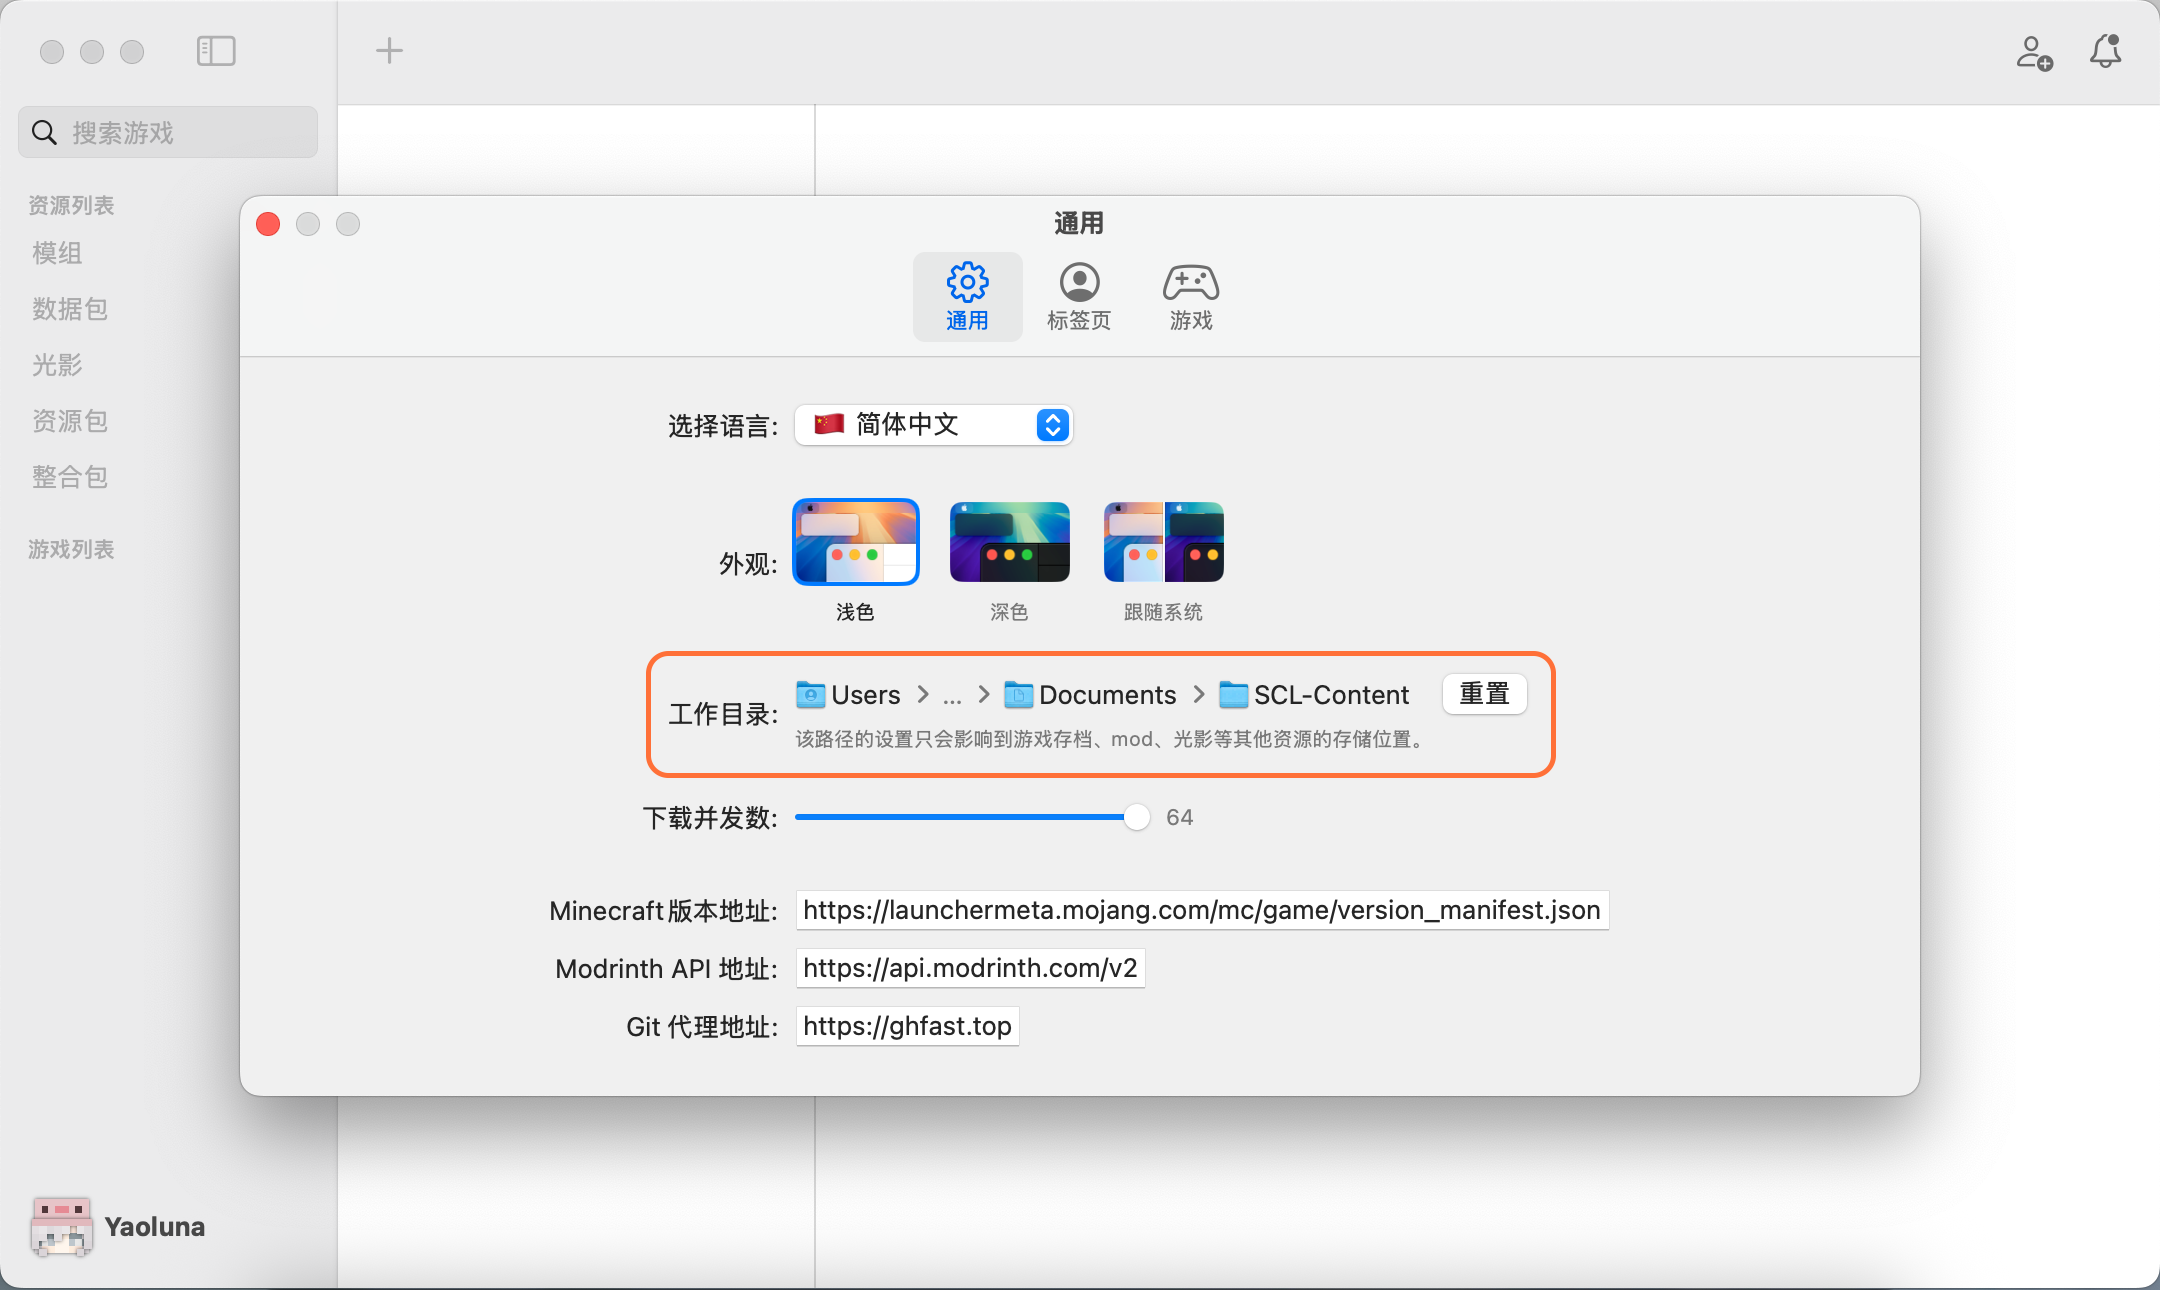 搜索游戏
资源列表
模组
数据包
光影
资源包
整合包
游戏列表
Yaoluna
通用
通用
标签页
游戏
选择语言:
简体中文
外观:
浅色
深色
跟随系统
工作目录:
Users > ... > Documents > SCL-Content
重置
该路径的设置只会影响到游戏存档、mod、光影等其他资源的存储位置。
下载并发数:
64
Minecraft版本地址: https://launchermeta.mojang.com/mc/game/version_manifest.json
Modrinth API 地址: https://api.modrinth.com/v2
Git 代理地址: https://ghfast.top